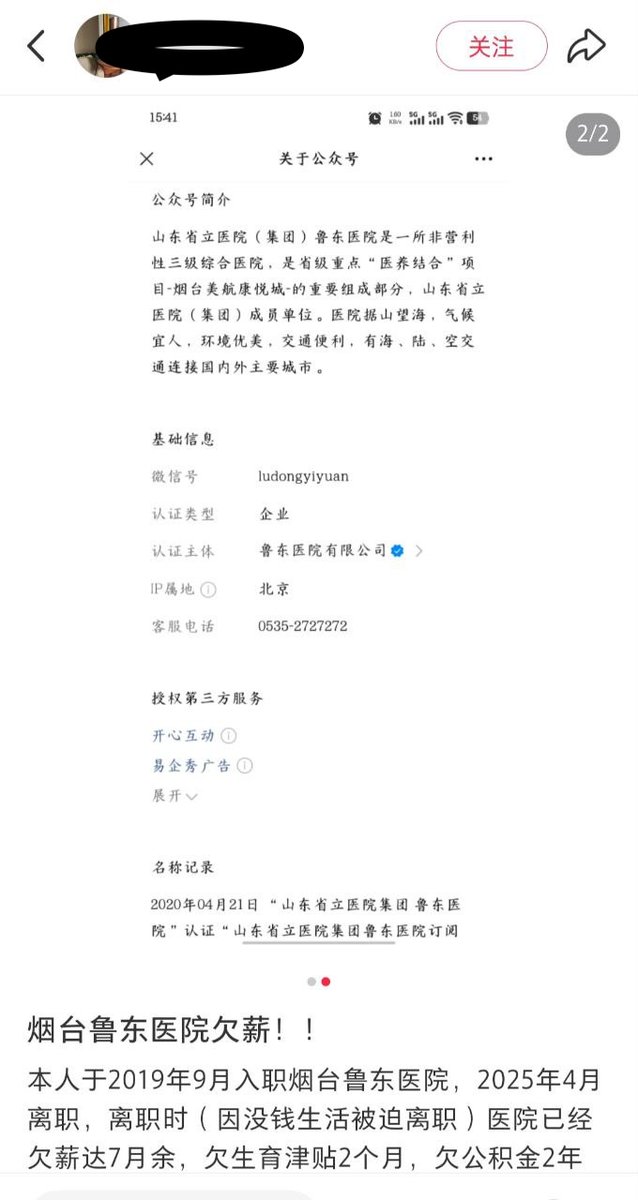 关注
15:41
160
KB/s
5G
5G
54
2/2
关于公众号
公众号简介
山东省立医院（集团）鲁东医院是一所非营利
性三级综合医院，是省级重点“医养结合”项
目-烟台美航康悦城-的重要组成部分，山东省立
医院（集团）成员单位。医院据山望海，气候
宜人，环境优美，交通便利，有海、陆、空交
通连接国内外主要城市。
基础信息
微信号 ludongyiyuan
认证类型 企业
认证主体 鲁东医院有限公司
IP属地 北京
客服电话 0535-2727272
授权第三方服务
开心互动
易企秀广告
展开
名称记录
2020年04月21日 “山东省立医院集团 鲁东医
院”认证“山东省立医院集团鲁东医院订阅
烟台鲁东医院欠薪！！
本人于2019年9月入职烟台鲁东医院，2025年4月
离职，离职时（因没钱生活被迫离职）医院已经
欠薪达7月余，欠生育津贴2个月，欠公积金2年